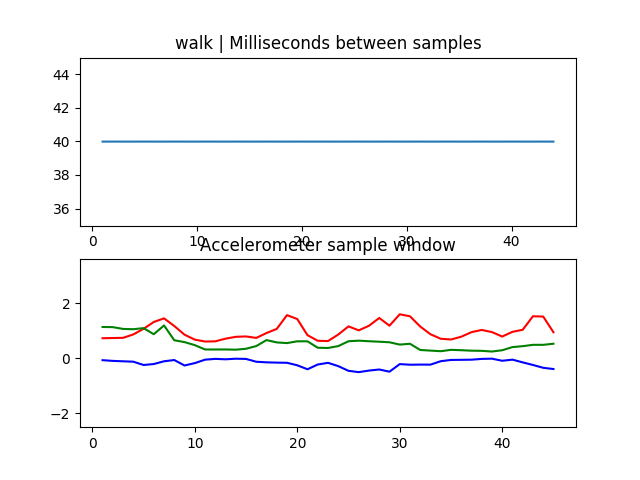 walk | Milliseconds between samples
44
42
40
38
36
0 10 20 30 40
Accelerometer sample window
2
0
−2
0 10 20 30 40